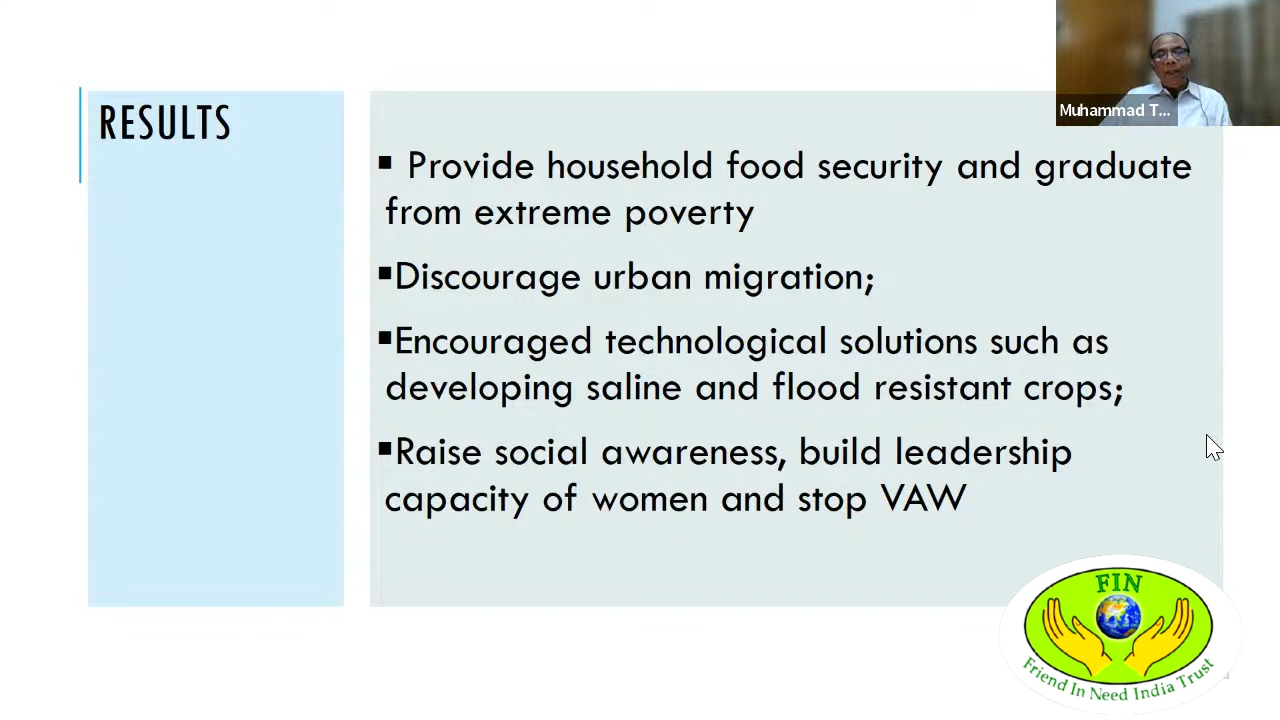 Muhammad T...
RESULTS
▪ Provide household food security and graduate
from extreme poverty
▪Discourage urban migration;
▪Encouraged technological solutions such as
developing saline and flood resistant crops;
▪Raise social awareness, build leadership
capacity of women and stop VAW
FIN
Friend In Need India Trust